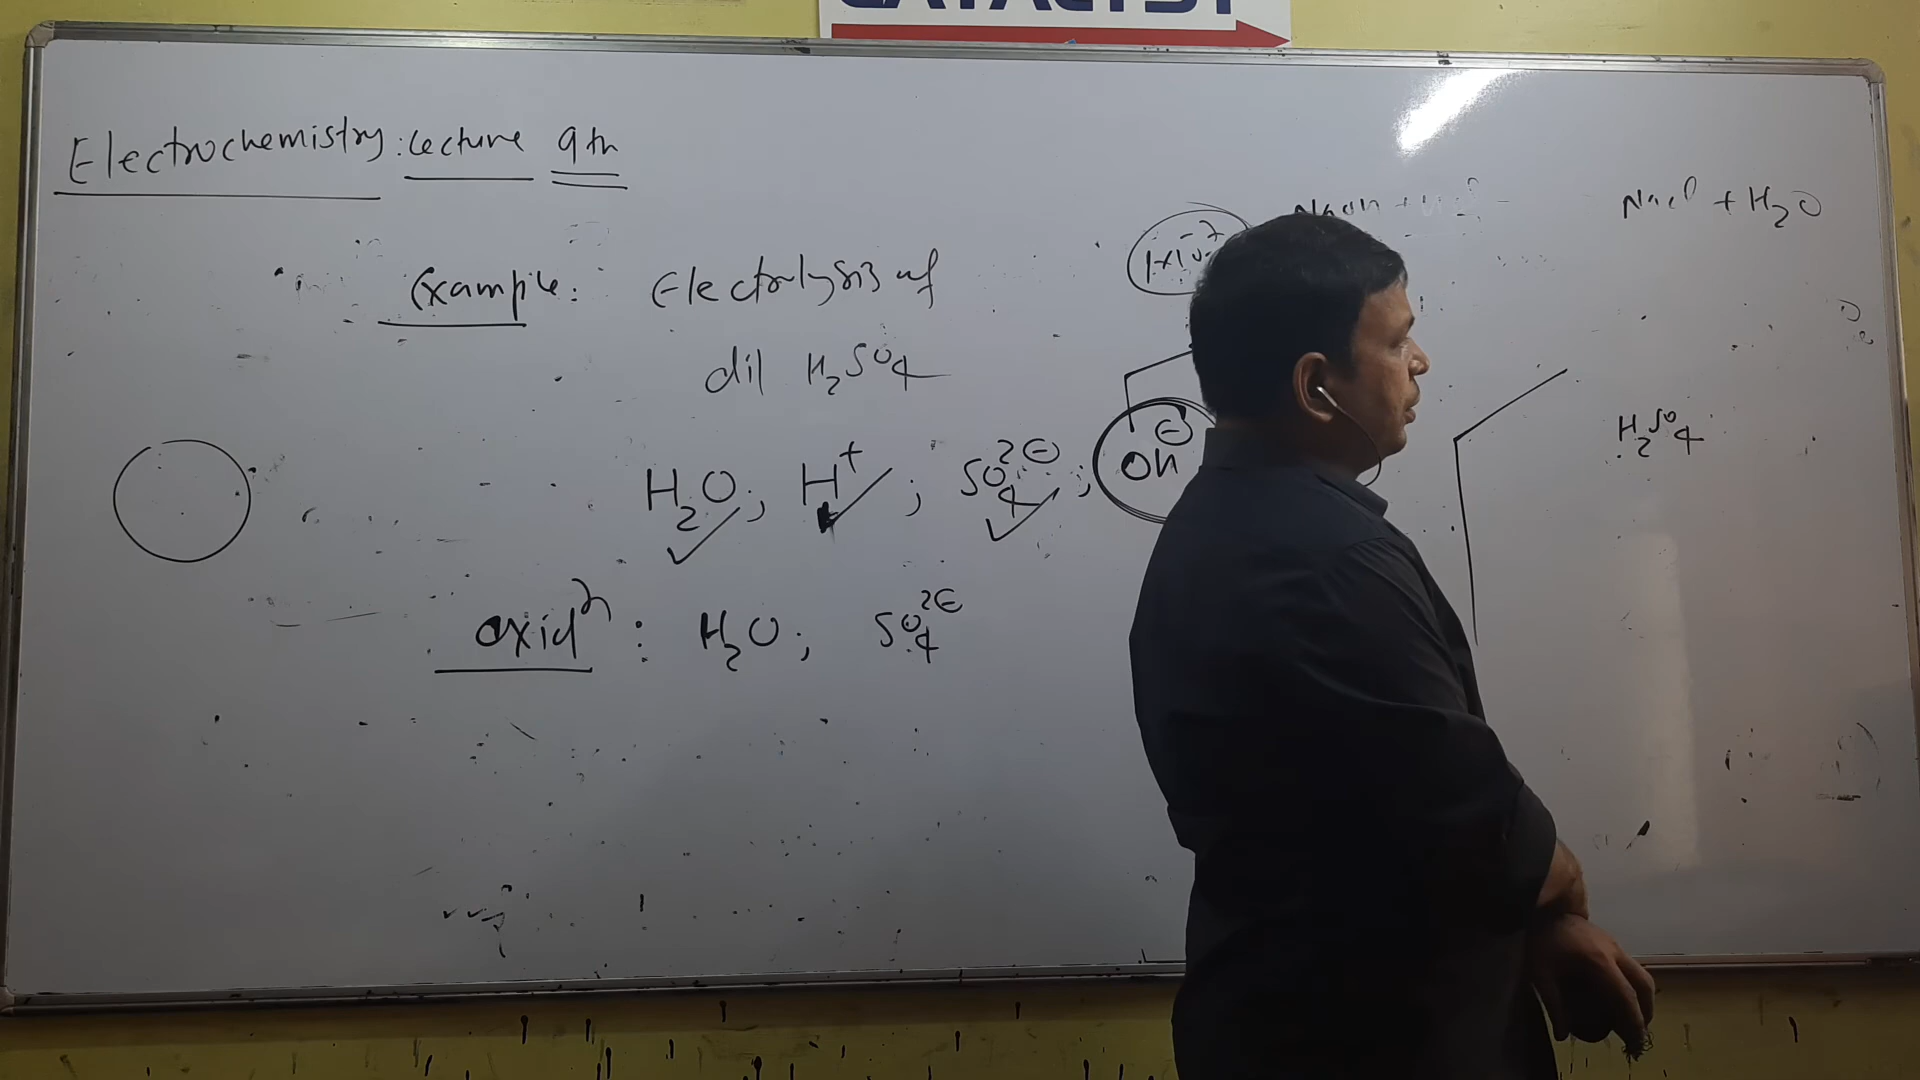 CATALYST
Electrochemistry: Lecture 9th
NaCl + H2O
Example: Electrolysis of
dil H2SO4
H2SO4
H2O; H+; SO4 2⊖; OH ⊖
oxidn: H2O; SO4 2⊖